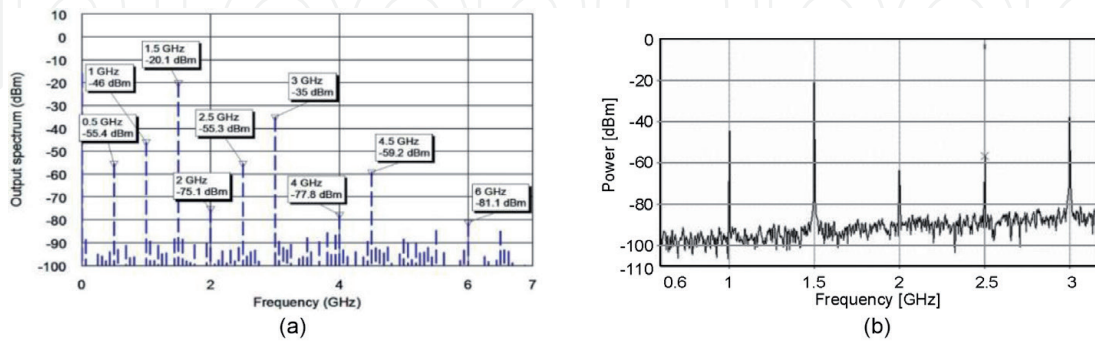 10
0
-10
-20
-30
-40
-50
-60
-70
-80
-90
-100
Output spectrum (dBm)
0.5 GHz
-55.4 dBm
1 GHz
-46 dBm
1.5 GHz
-20.1 dBm
2 GHz
-75.1 dBm
2.5 GHz
-55.3 dBm
3 GHz
-35 dBm
4 GHz
-77.8 dBm
4.5 GHz
-59.2 dBm
6 GHz
-81.1 dBm
0 2 4 6 7
Frequency (GHz)
(a)
0
-20
-40
-60
-80
-100
-110
Power [dBm]
0.6 1 1.5 2 2.5 3
Frequency [GHz]
(b)